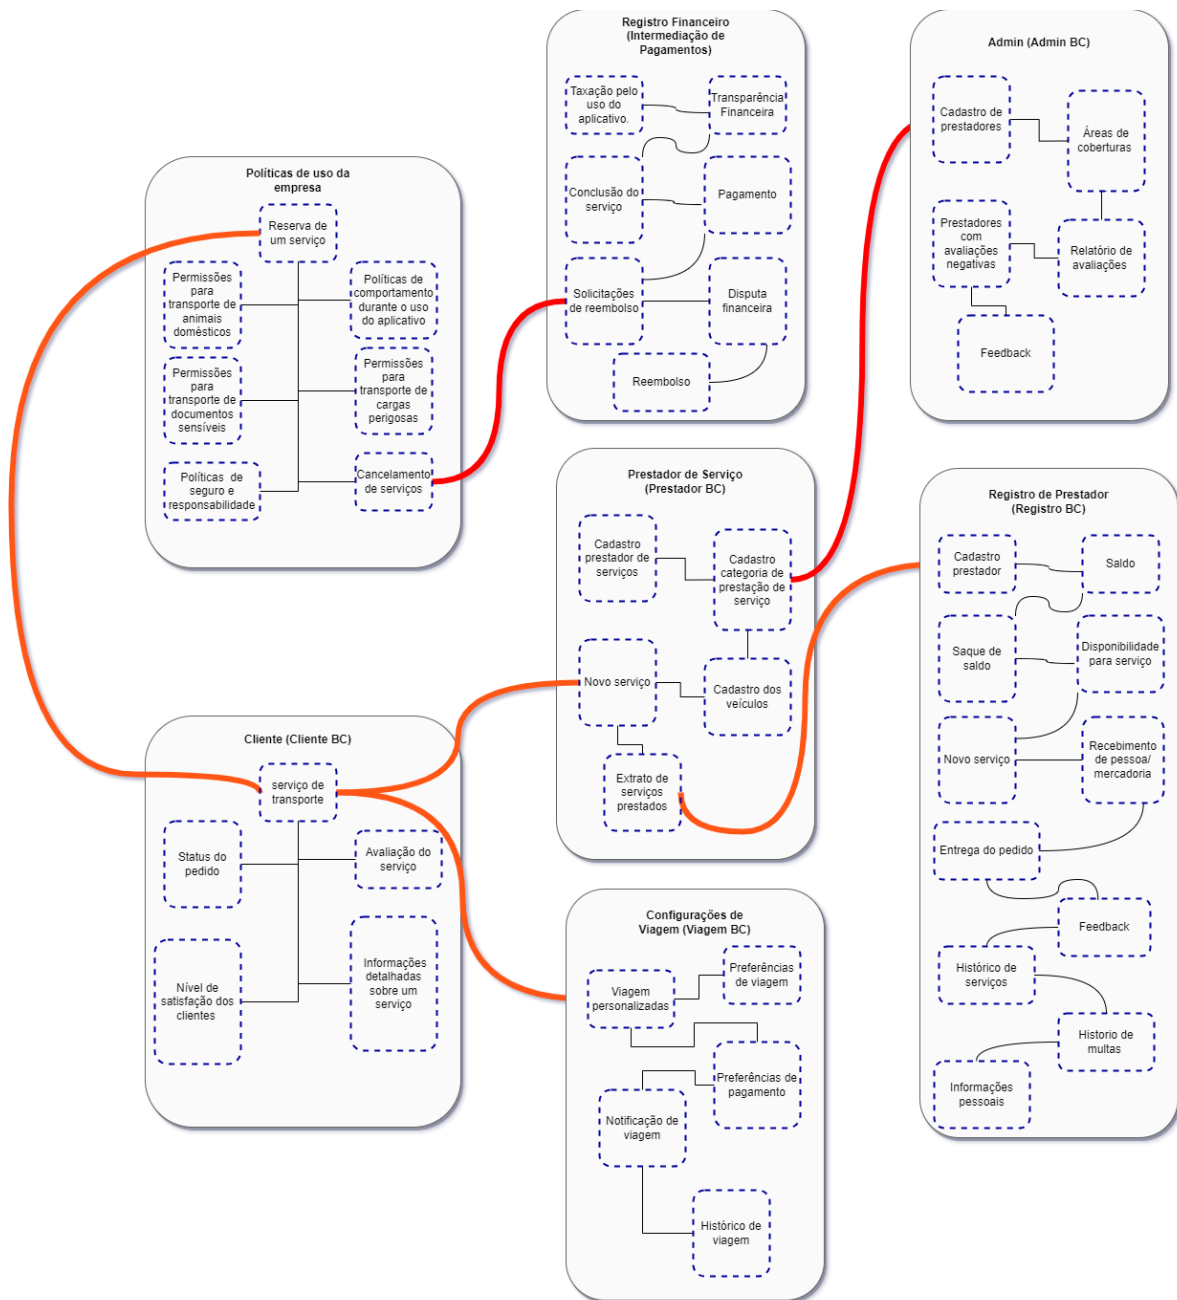 Registro Financeiro
(Intermediação de
Pagamentos)
Taxação pelo
uso do
aplicativo.
Transparência
Financeira
Conclusão do
serviço
Pagamento
Solicitações
de reembolso
Disputa
financeira
Reembolso
Admin (Admin BC)
Cadastro de
prestadores
Áreas de
coberturas
Prestadores
com
avaliações
negativas
Relatório de
avaliações
Feedback
Políticas de uso da
empresa
Reserva de
um serviço
Permissões
para
transporte de
animais
domésticos
Políticas de
comportamento
durante o uso
do aplicativo
Permissões
para
transporte de
documentos
sensíveis
Permissões
para
transporte de
cargas
perigosas
Políticas de
seguro e
responsabilidade
Cancelamento
de serviços
Prestador de Serviço
(Prestador BC)
Cadastro
prestador de
serviços
Cadastro
categoria de
prestação de
serviço
Novo serviço
Cadastro dos
veículos
Extrato de
serviços
prestados
Registro de Prestador
(Registro BC)
Cadastro
prestador
Saldo
Saque de
saldo
Disponibilidade
para serviço
Novo serviço
Recebimento
de pessoa/
mercadoria
Entrega do pedido
Feedback
Histórico de
serviços
Historio de
multas
Informações
pessoais
Cliente (Cliente BC)
serviço de
transporte
Status do
pedido
Avaliação do
serviço
Nível de
satisfação dos
clientes
Informações
detalhadas
sobre um
serviço
Configurações de
Viagem (Viagem BC)
Viagem
personalizadas
Preferências
de viagem
Preferências de
pagamento
Notificação de
viagem
Histórico de
viagem